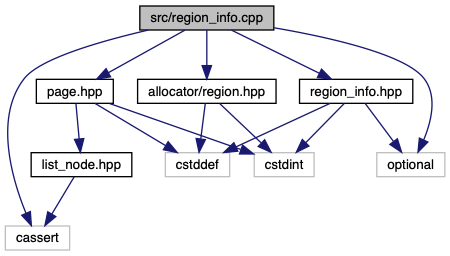 src/region_info.cpp
page.hpp
allocator/region.hpp
region_info.hpp
list_node.hpp
cstddef
cstdint
optional
cassert